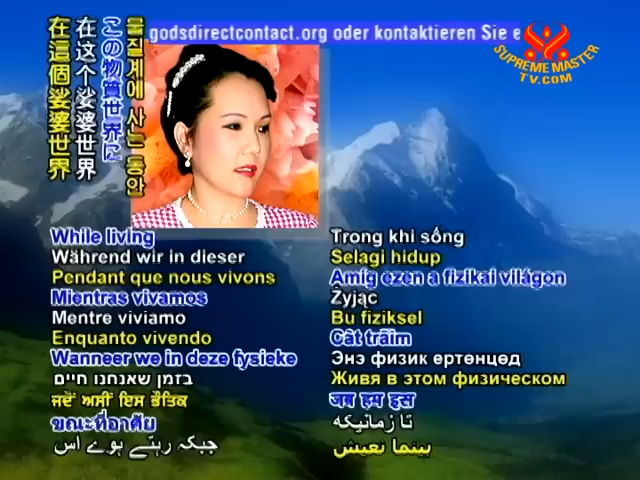 godsdirectcontact.org oder kontaktieren Sie e
SUPREME MASTER
TV.COM
在這個娑婆世界
在这个娑婆世界
この物質世界に
물질계에 사는 동안
While living
Während wir in dieser
Pendant que nous vivons
Mientras vivamos
Mentre viviamo
Enquanto vivendo
Wanneer we in deze fysieke
בזמן שאנחנו חיים
ਜਦੋਂ ਅਸੀਂ ਇਸ ਭੌਤਿਕ
ขณะที่อาศัย
جبکہ رہتے ہوے اس
Trong khi sống
Selagi hidup
Amíg ezen a fizikai világon
Żyjąc
Bu fiziksel
Cât trăim
Энэ физик ертөнцөд
Живя в этом физическом
जब हम इस
تا زمانیکه
بينما نعيش